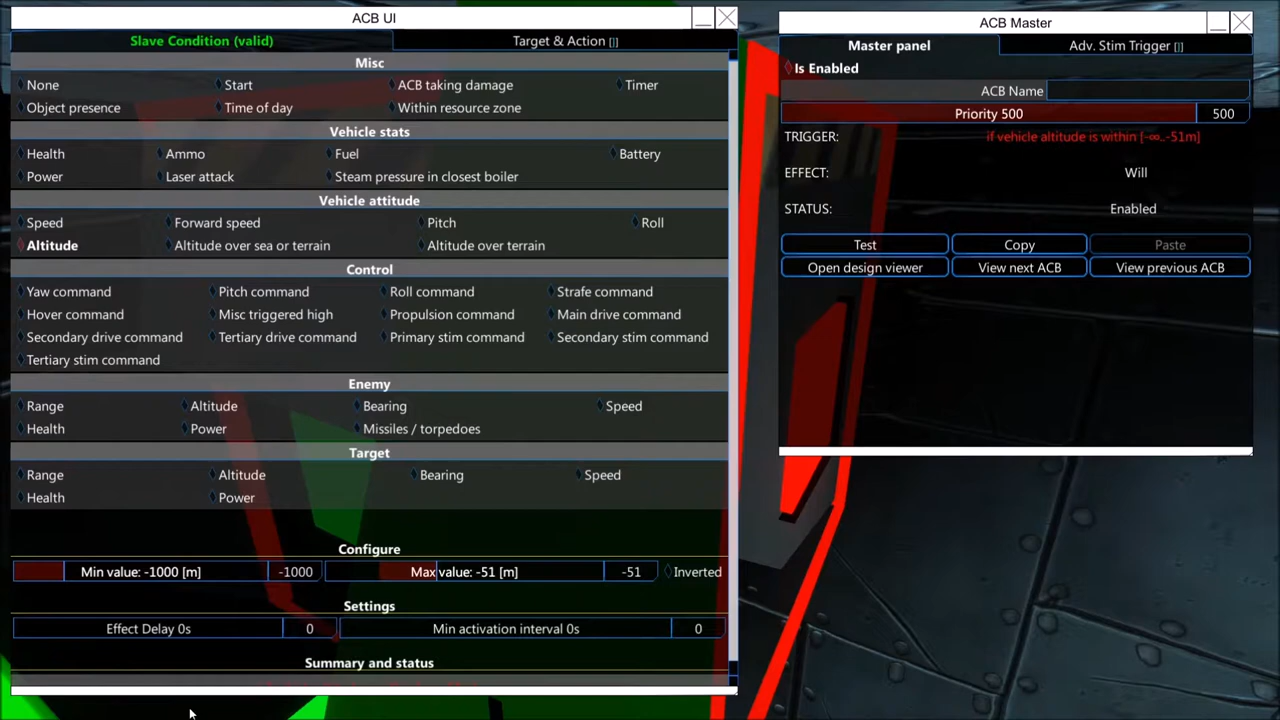 ACB UI
Slave Condition (valid) Target & Action []
Misc
None Start ACB taking damage Timer
Object presence Time of day Within resource zone
Vehicle stats
Health Ammo Fuel Battery
Power Laser attack Steam pressure in closest boiler
Vehicle attitude
Speed Forward speed Pitch Roll
Altitude Altitude over sea or terrain Altitude over terrain
Control
Yaw command Pitch command Roll command Strafe command
Hover command Misc triggered high Propulsion command Main drive command
Secondary drive command Tertiary drive command Primary stim command Secondary stim command
Tertiary stim command
Enemy
Range Altitude Bearing Speed
Health Power Missiles / torpedoes
Target
Range Altitude Bearing Speed
Health Power
Configure
Min value: -1000 [m] -1000 Max value: -51 [m] -51 Inverted
Settings
Effect Delay 0s 0 Min activation interval 0s 0
Summary and status
ACB Master
Master panel Adv. Stim Trigger []
Is Enabled
ACB Name
Priority 500 500
TRIGGER: if vehicle altitude is within [-∞..-51m]
EFFECT: Will
STATUS: Enabled
Test Copy Paste
Open design viewer View next ACB View previous ACB